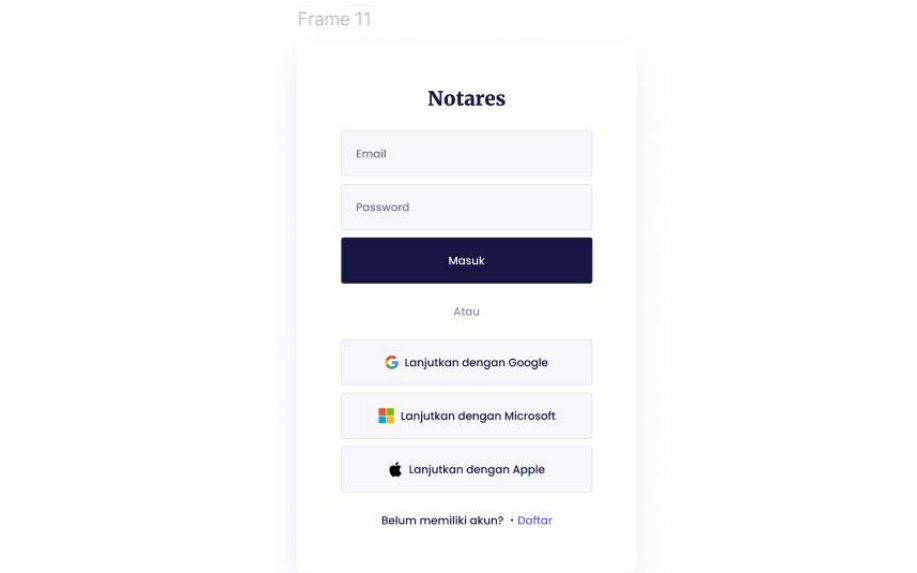 Frame 11
Notares
Email
Password
Masuk
Atau
Lanjutkan dengan Google
Lanjutkan dengan Microsoft
Lanjutkan dengan Apple
Belum memiliki akun? • Daftar